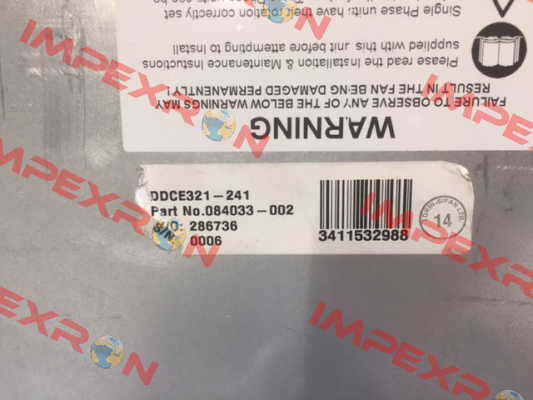 Single Phase units: have their rotation correctly set
supplied with this unit before attempting to install
Please read the Installation & Maintenance Instructions
RESULT IN THE FAN BEING DAMAGED PERMANENTLY!
FAILURE TO OBSERVE ANY OF THE BELOW WARNINGS MAY
WARNING
DDCE321-241
Part No.084033-002
286736
0006
3411532988
14
IMPEXRON
IMPEXRON
IMPEXRON
IMPEXRON
IMPEXRON